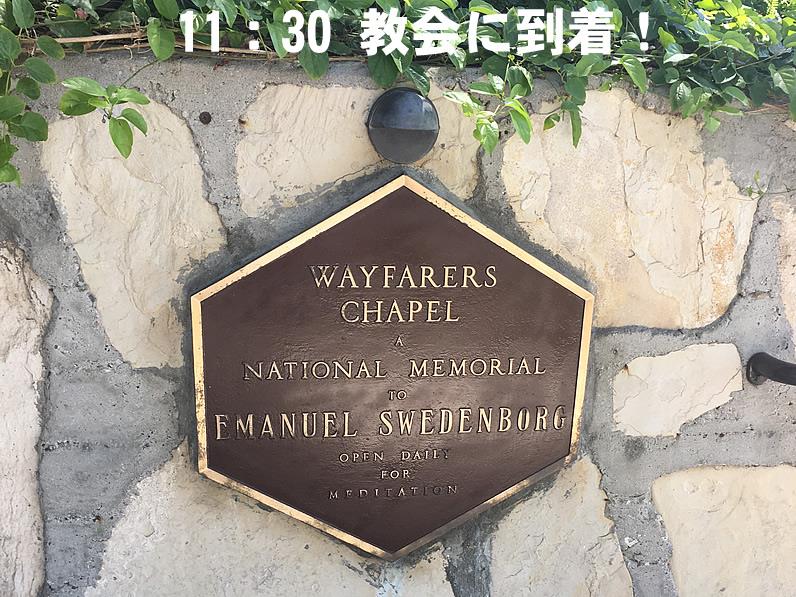 11：30 教会に到着！
WAYFARERS
CHAPEL
A
NATIONAL MEMORIAL
TO
EMANUEL SWEDENBORG
OPEN DAILY
FOR
MEDITATION